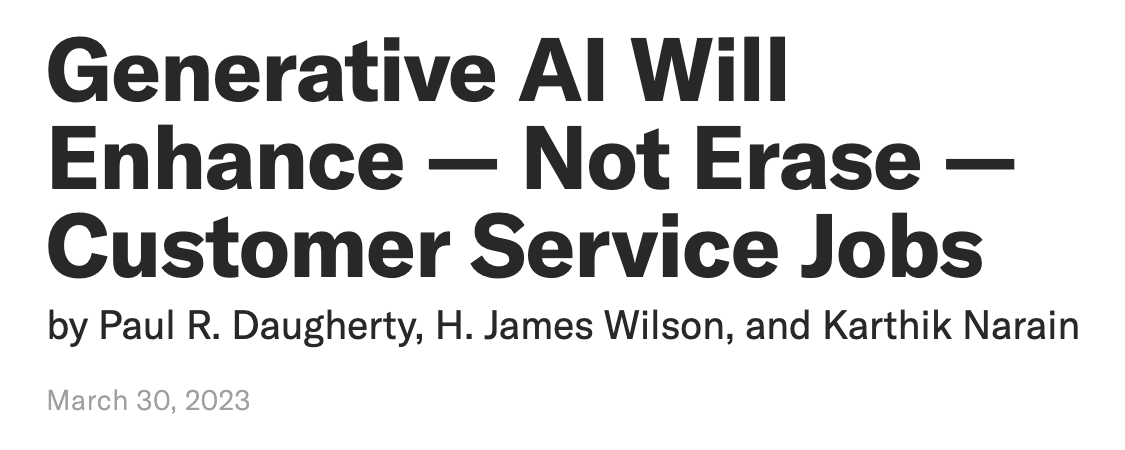 Generative AI Will
Enhance — Not Erase —
Customer Service Jobs
by Paul R. Daugherty, H. James Wilson, and Karthik Narain
March 30, 2023